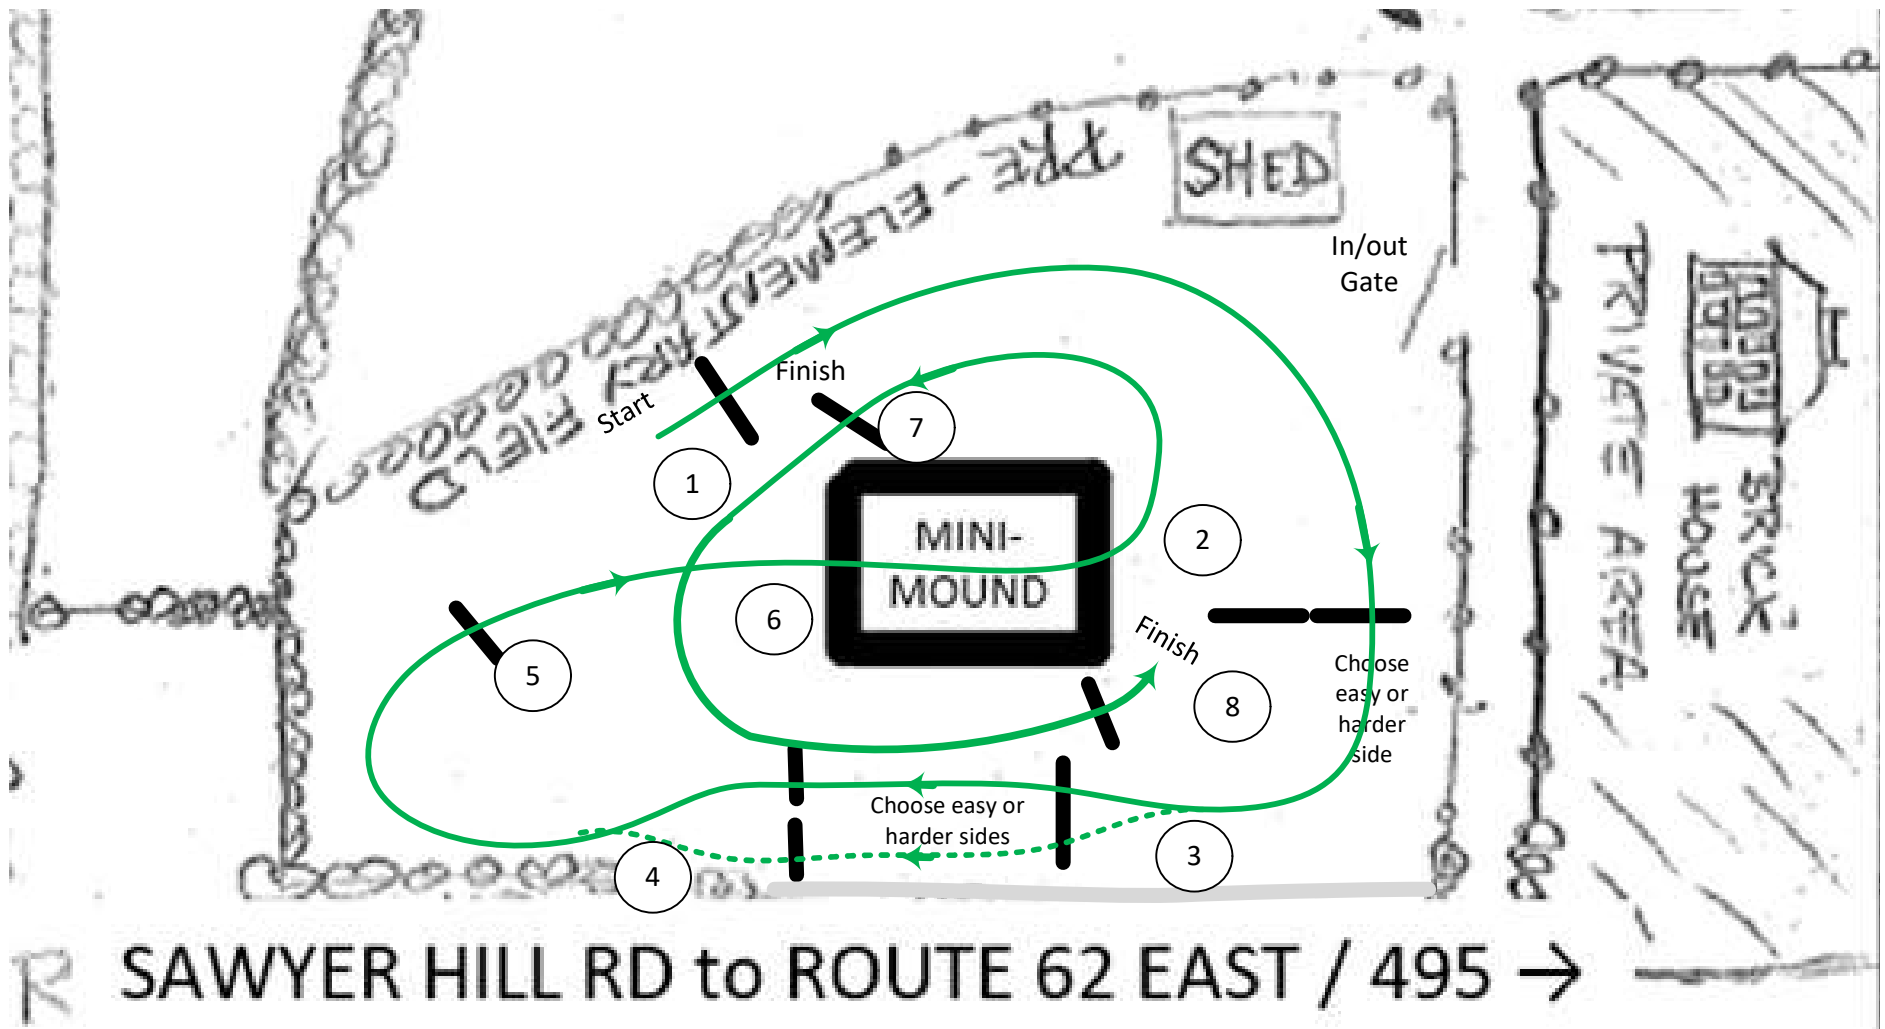 PRE-ELEMENTARY FIELD
SHED
In/out
Gate
Start
Finish
1
7
2
MINI-
MOUND
6
5
Finish
8
Choose
easy or
harder
side
Choose easy or
harder sides
3
4
PRIVATE AREA
BRICK
HOUSE
R
SAWYER HILL RD to ROUTE 62 EAST / 495 →